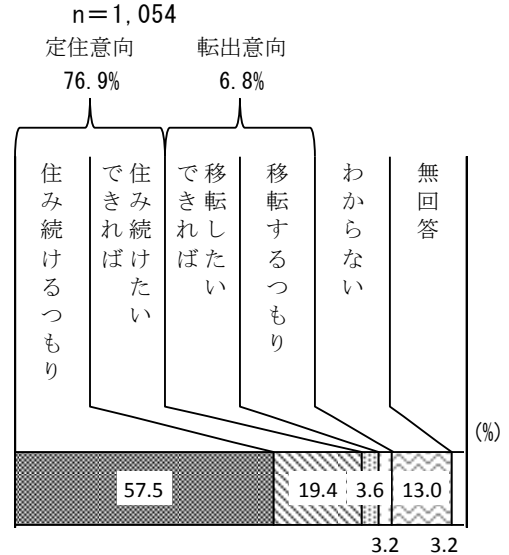 n=1,054
定住意向
76.9%
転出意向
6.8%
住み続けるつもり
できれば
住み続けたい
できれば
移転したい
移転するつもり
わからない
無回答
(%)
57.5
19.4
3.6
13.0
3.2
3.2